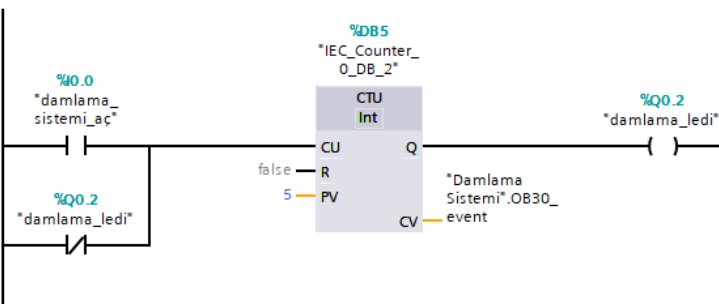 %DB5
"IEC_Counter_
0_DB_2"
%I0.0
"damlama_
sistemi_aç"
CTU
Int
%Q0.2
"damlama_ledi"
CU
Q
false
R
5
PV
"Damlama
Sistemi".OB30_
event
CV
%Q0.2
"damlama_ledi"